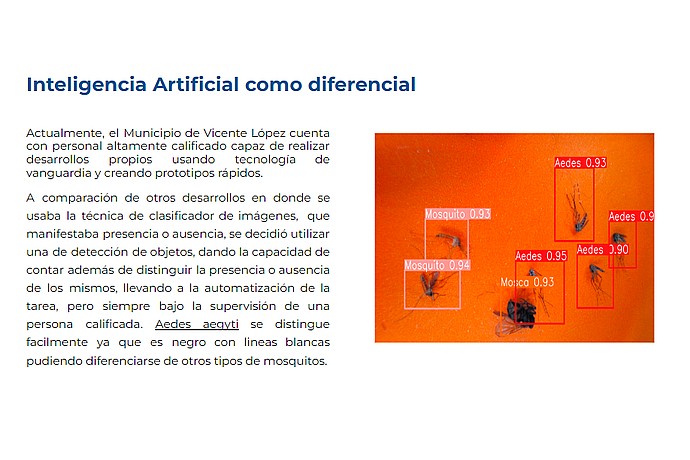 Inteligencia Artificial como diferencial
Actualmente, el Municipio de Vicente López cuenta
con personal altamente calificado capaz de realizar
desarrollos propios usando tecnología de
vanguardia y creando prototipos rápidos.
A comparación de otros desarrollos en donde se
usaba la técnica de clasificador de imágenes, que
manifestaba presencia o ausencia, se decidió utilizar
una de detección de objetos, dando la capacidad de
contar además de distinguir la presencia o ausencia
de los mismos, llevando a la automatización de la
tarea, pero siempre bajo la supervisión de una
persona calificada. Aedes aegyti se distingue
facilmente ya que es negro con lineas blancas
pudiendo diferenciarse de otros tipos de mosquitos.
Aedes 0.93
Mosquito 0.93
Aedes 0.9
Aedes 0.90
Aedes 0.95
Mosquito 0.94
Mosca 0.93